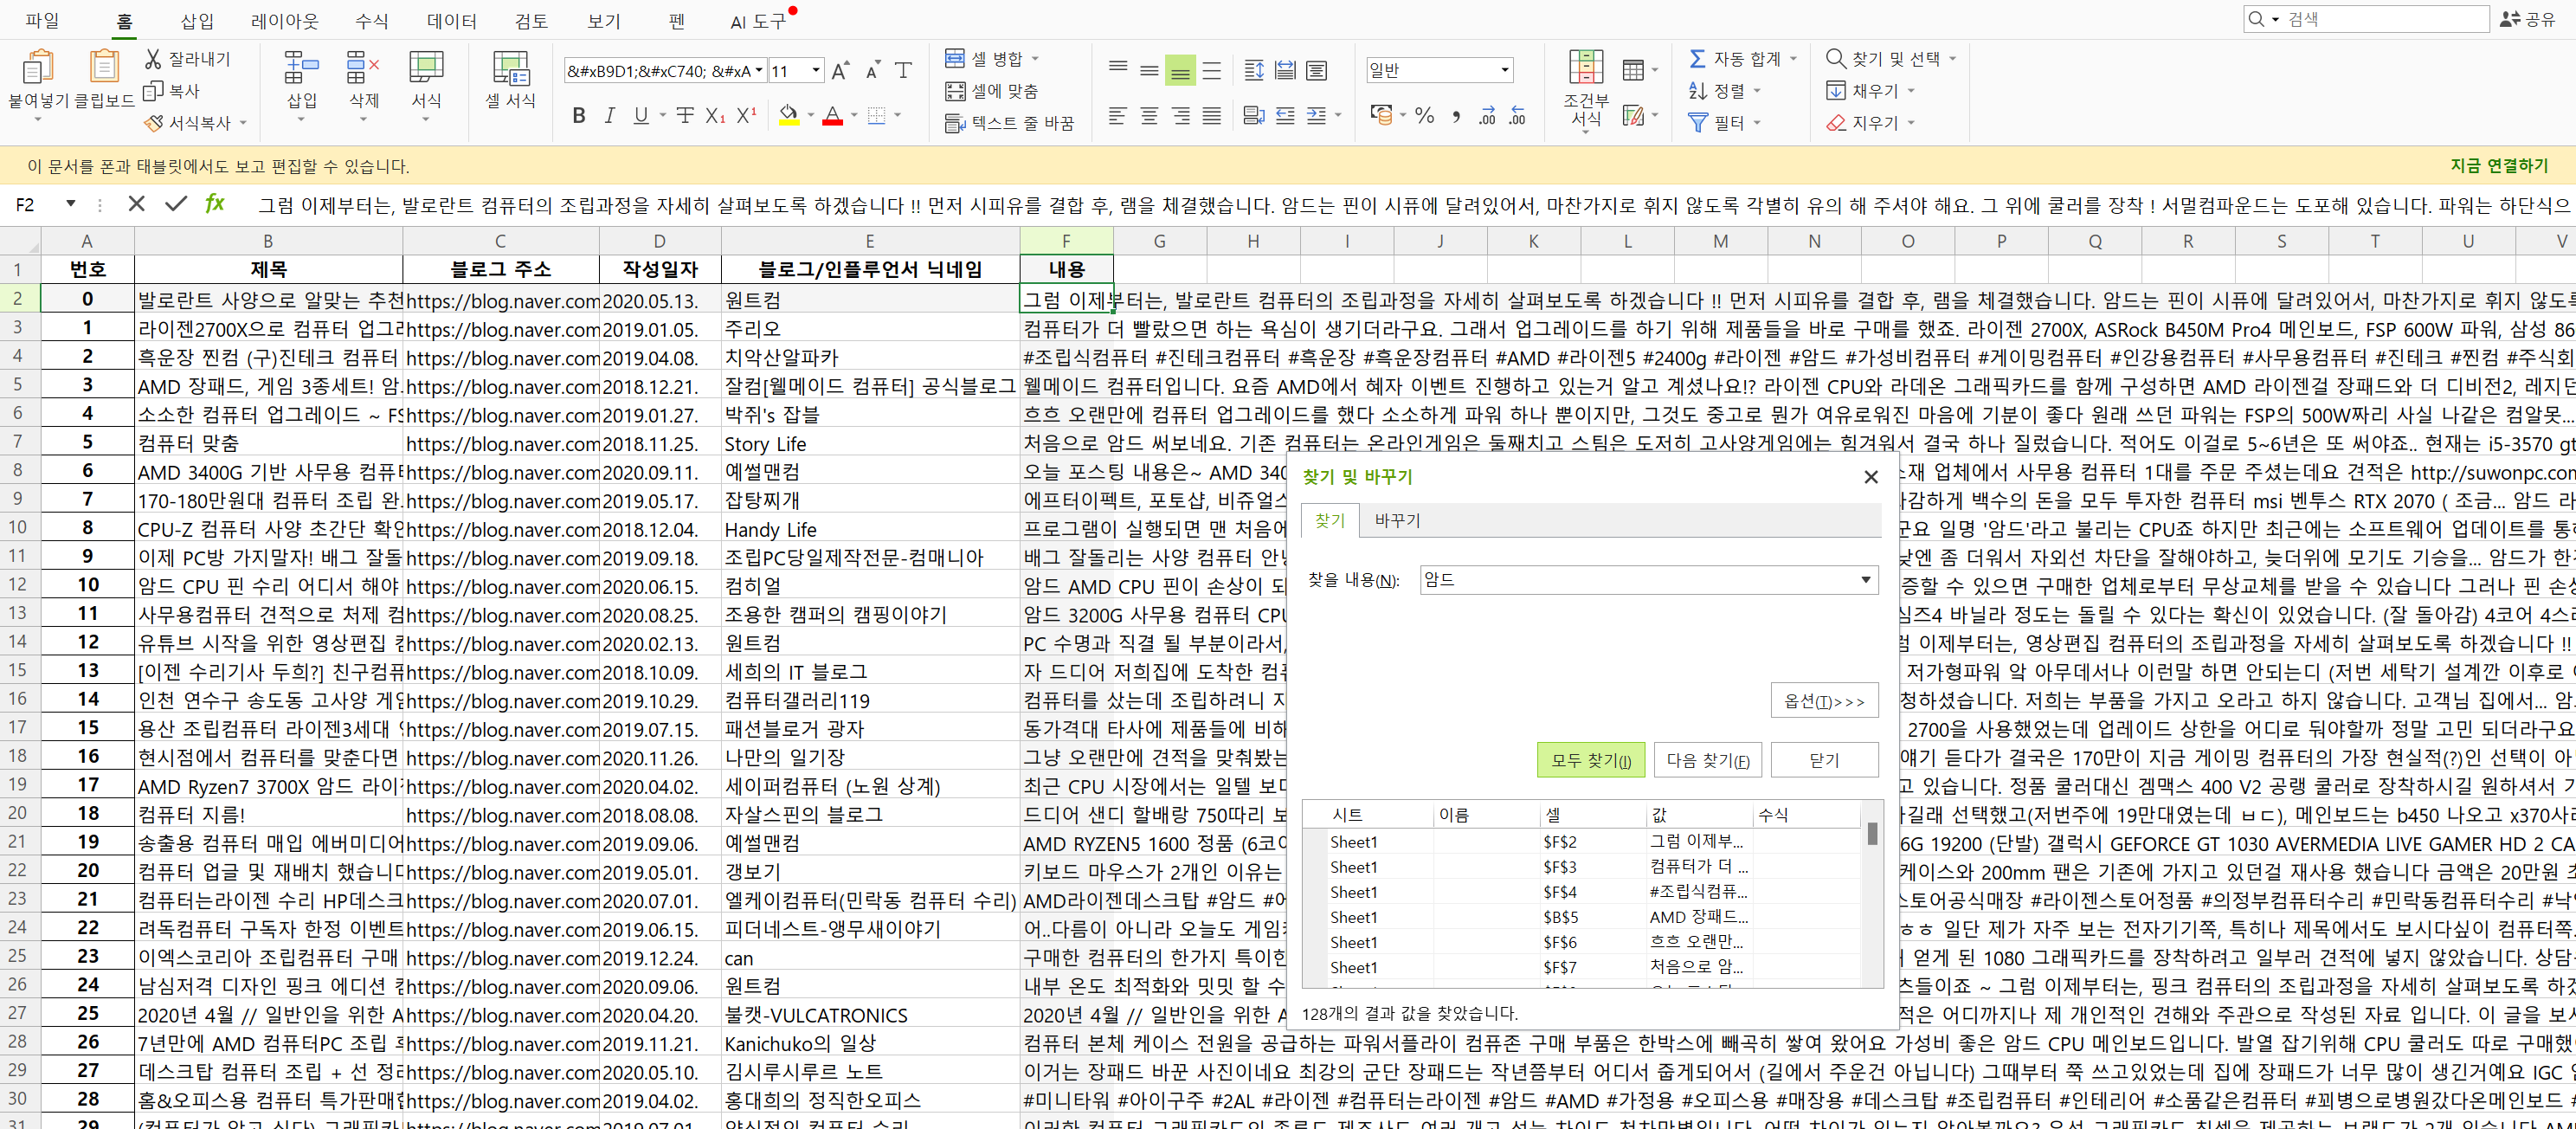 파일 홈 삽입 레이아웃 수식 데이터 검토 보기 펜 AI 도구 검색 공유
붙여넣기 클립보드 잘라내기 복사 서식복사 삽입 삭제 서식 셀 서식
&#xB9D1;&#xC740; &#xA 11 셀 병합 셀에 맞춤 텍스트 줄 바꿈 일반 조건부 서식 자동 합계 정렬 필터 찾기 및 선택 채우기 지우기
이 문서를 폰과 태블릿에서도 보고 편집할 수 있습니다. 지금 연결하기
F2 fx 그럼 이제부터는, 발로란트 컴퓨터의 조립과정을 자세히 살펴보도록 하겠습니다 !! 먼저 시피유를 결합 후, 램을 체결했습니다. 암드는 핀이 시퓨에 달려있어서, 마찬가지로 휘지 않도록 각별히 유의 해 주셔야 해요. 그 위에 쿨러를 장착 ! 서멀컴파운드는 도포해 있습니다. 파워는 하단식으
A B C D E F G H I J K L M N O P Q R S T U V
1 번호 제목 블로그 주소 작성일자 블로그/인플루언서 닉네임 내용
2 0 발로란트 사양으로 알맞는 추천 https://blog.naver.com 2020.05.13. 원트컴 그럼 이제부터는, 발로란트 컴퓨터의 조립과정을 자세히 살펴보도록 하겠습니다 !! 먼저 시피유를 결합 후, 램을 체결했습니다. 암드는 핀이 시퓨에 달려있어서, 마찬가지로 휘지 않도록
3 1 라이젠2700X으로 컴퓨터 업그레 https://blog.naver.com 2019.01.05. 주리오 컴퓨터가 더 빨랐으면 하는 욕심이 생기더라구요. 그래서 업그레이드를 하기 위해 제품들을 바로 구매를 했죠. 라이젠 2700X, ASRock B450M Pro4 메인보드, FSP 600W 파워, 삼성 86
4 2 흑운장 찐컴 (구)진테크 컴퓨터 https://blog.naver.com 2019.04.08. 치악산알파카 #조립식컴퓨터 #진테크컴퓨터 #흑운장 #흑운장컴퓨터 #AMD #라이젠5 #2400g #라이젠 #암드 #가성비컴퓨터 #게이밍컴퓨터 #인강용컴퓨터 #사무용컴퓨터 #진테크 #찐컴 #주식회
5 3 AMD 장패드, 게임 3종세트! 암 https://blog.naver.com 2018.12.21. 잘컴[웰메이드 컴퓨터] 공식블로그 웰메이드 컴퓨터입니다. 요즘 AMD에서 혜자 이벤트 진행하고 있는거 알고 계셨나요!? 라이젠 CPU와 라데온 그래픽카드를 함께 구성하면 AMD 라이젠걸 장패드와 더 디비전2, 레지던
6 4 소소한 컴퓨터 업그레이드 ~ FS https://blog.naver.com 2019.01.27. 박쥐's 잡블 흐흐 오랜만에 컴퓨터 업그레이드를 했다 소소하게 파워 하나 뿐이지만, 그것도 중고로 뭔가 여유로워진 마음에 기분이 좋다 원래 쓰던 파워는 FSP의 500W짜리 사실 나같은 컴알못...
7 5 컴퓨터 맞춤 https://blog.naver.com 2018.11.25. Story Life 처음으로 암드 써보네요. 기존 컴퓨터는 온라인게임은 둘째치고 스팀은 도저히 고사양게임에는 힘겨워서 결국 하나 질렀습니다. 적어도 이걸로 5~6년은 또 써야죠.. 현재는 i5-3570 gt
8 6 AMD 3400G 기반 사무용 컴퓨터 https://blog.naver.com 2020.09.11. 예썰맨컴 오늘 포스팅 내용은~ AMD 340 소재 업체에서 사무용 컴퓨터 1대를 주문 주셨는데요 견적은 http://suwonpc.com
9 7 170-180만원대 컴퓨터 조립 완 https://blog.naver.com 2019.05.17. 잡탕찌개 에프터이펙트, 포토샵, 비쥬얼스 과감하게 백수의 돈을 모두 투자한 컴퓨터 msi 벤투스 RTX 2070 ( 조금... 암드 라
10 8 CPU-Z 컴퓨터 사양 초간단 확인 https://blog.naver.com 2018.12.04. Handy Life 프로그램이 실행되면 맨 처음에 요 일명 '암드'라고 불리는 CPU죠 하지만 최근에는 소프트웨어 업데이트를 통해
11 9 이제 PC방 가지말자! 배그 잘돌 https://blog.naver.com 2019.09.18. 조립PC당일제작전문-컴매니아 배그 잘돌리는 사양 컴퓨터 안녕 낮엔 좀 더워서 자외선 차단을 잘해야하고, 늦더위에 모기도 기승을... 암드가 한
12 10 암드 CPU 핀 수리 어디서 해야 https://blog.naver.com 2020.06.15. 컴히얼 암드 AMD CPU 핀이 손상이 되 증할 수 있으면 구매한 업체로부터 무상교체를 받을 수 있습니다 그러나 핀 손상
13 11 사무용컴퓨터 견적으로 처제 컴 https://blog.naver.com 2020.08.25. 조용한 캠퍼의 캠핑이야기 암드 3200G 사무용 컴퓨터 CPU 심즈4 바닐라 정도는 돌릴 수 있다는 확신이 있었습니다. (잘 돌아감) 4코어 4스레
14 12 유튜브 시작을 위한 영상편집 컴 https://blog.naver.com 2020.02.13. 원트컴 PC 수명과 직결 될 부분이라서, 럼 이제부터는, 영상편집 컴퓨터의 조립과정을 자세히 살펴보도록 하겠습니다 !!
15 13 [이젠 수리기사 두희?] 친구컴퓨 https://blog.naver.com 2018.10.09. 세희의 IT 블로그 자 드디어 저희집에 도착한 컴퓨 저가형파워 앜 아무데서나 이런말 하면 안되는디 (저번 세탁기 설계깐 이후로
16 14 인천 연수구 송도동 고사양 게임 https://blog.naver.com 2019.10.29. 컴퓨터갤러리119 컴퓨터를 샀는데 조립하려니 지 청하셨습니다. 저희는 부품을 가지고 오라고 하지 않습니다. 고객님 집에서... 암
17 15 용산 조립컴퓨터 라이젠3세대 https://blog.naver.com 2019.07.15. 패션블로거 광자 동가격대 타사에 제품들에 비해 2700을 사용했었는데 업레이드 상한을 어디로 둬야할까 정말 고민 되더라구요
18 16 현시점에서 컴퓨터를 맞춘다면 https://blog.naver.com 2020.11.26. 나만의 일기장 그냥 오랜만에 견적을 맞춰봤는 얘기 듣다가 결국은 170만이 지금 게이밍 컴퓨터의 가장 현실적(?)인 선택이 아
19 17 AMD Ryzen7 3700X 암드 라이 https://blog.naver.com 2020.04.02. 세이퍼컴퓨터 (노원 상계) 최근 CPU 시장에서는 일텔 보다 고 있습니다. 정품 쿨러대신 겜맥스 400 V2 공랭 쿨러로 장착하시길 원하셔서 기
20 18 컴퓨터 지름! https://blog.naver.com 2018.08.08. 자살스핀의 블로그 드디어 샌디 할배랑 750따리 보 하길래 선택했고(저번주에 19만대였는데 ㅂㄷ), 메인보드는 b450 나오고 x370사
21 19 송출용 컴퓨터 매입 에버미디어 https://blog.naver.com 2019.09.06. 예썰맨컴 AMD RYZEN5 1600 정품 (6코어 6G 19200 (단발) 갤럭시 GEFORCE GT 1030 AVERMEDIA LIVE GAMER HD 2 CA
22 20 컴퓨터 업글 및 재배치 했습니다 https://blog.naver.com 2019.05.01. 갱보기 키보드 마우스가 2개인 이유는 케이스와 200mm 팬은 기존에 가지고 있던걸 재사용 했습니다 금액은 20만원 초
23 21 컴퓨터는라이젠 수리 HP데스크 https://blog.naver.com 2020.07.01. 엘케이컴퓨터(민락동 컴퓨터 수리) AMD라이젠데스크탑 #암드 #에 스토어공식매장 #라이젠스토어정품 #의정부컴퓨터수리 #민락동컴퓨터수리 #낙
24 22 려독컴퓨터 구독자 한정 이벤트 https://blog.naver.com 2019.06.15. 피더네스트-앵무새이야기 어..다름이 아니라 오늘도 게임 ㅎㅎ 일단 제가 자주 보는 전자기기쪽, 특히나 제목에서도 보시다싶이 컴퓨터쪽
25 23 이엑스코리아 조립컴퓨터 구매 https://blog.naver.com 2019.12.24. can 구매한 컴퓨터의 한가지 특이한 얻게 된 1080 그래픽카드를 장착하려고 일부러 견적에 넣지 않았습니다. 상담
26 24 남심저격 디자인 핑크 에디션 컴 https://blog.naver.com 2020.09.06. 원트컴 내부 온도 최적화와 밋밋 할 수 츠들이죠 ~ 그럼 이제부터는, 핑크 컴퓨터의 조립과정을 자세히 살펴보도록 하겠
27 25 2020년 4월 // 일반인을 위한 A https://blog.naver.com 2020.04.20. 불캣-VULCATRONICS 2020년 4월 // 일반인을 위한 A 적은 어디까지나 제 개인적인 견해와 주관으로 작성된 자료 입니다. 이 글을 보시
28 26 7년만에 AMD 컴퓨터PC 조립 후 https://blog.naver.com 2019.11.21. Kanichuko의 일상 컴퓨터 본체 케이스 전원을 공급하는 파워서플라이 컴퓨존 구매 부품은 한박스에 빼곡히 쌓여 왔어요 가성비 좋은 암드 CPU 메인보드입니다. 발열 잡기위해 CPU 쿨러도 따로 구매했
29 27 데스크탑 컴퓨터 조립 + 선 정리 https://blog.naver.com 2020.05.10. 김시루시루르 노트 이거는 장패드 바꾼 사진이네요 최강의 군단 장패드는 작년쯤부터 어디서 줍게되어서 (길에서 주운건 아닙니다) 그때부터 쭉 쓰고있었는데 집에 장패드가 너무 많이 생긴거예요 IGC
30 28 홈&오피스용 컴퓨터 특가판매합 https://blog.naver.com 2019.04.02. 홍대희의 정직한오피스 #미니타워 #아이구주 #2AL #라이젠 #컴퓨터는라이젠 #암드 #AMD #가정용 #오피스용 #매장용 #데스크탑 #조립컴퓨터 #인테리어 #소품같은컴퓨터 #꾀병으로병원갔다온메인보드
31 29
찾기 및 바꾸기
찾기 바꾸기
찾을 내용(N): 암드
옵션(T)>>>
모두 찾기(I) 다음 찾기(F) 닫기
시트 이름 셀 값 수식
Sheet1 $F$2 그럼 이제부...
Sheet1 $F$3 컴퓨터가 더 ...
Sheet1 $F$4 #조립식컴퓨...
Sheet1 $B$5 AMD 장패드...
Sheet1 $F$6 흐흐 오랜만...
Sheet1 $F$7 처음으로 암...
128개의 결과 값을 찾았습니다.